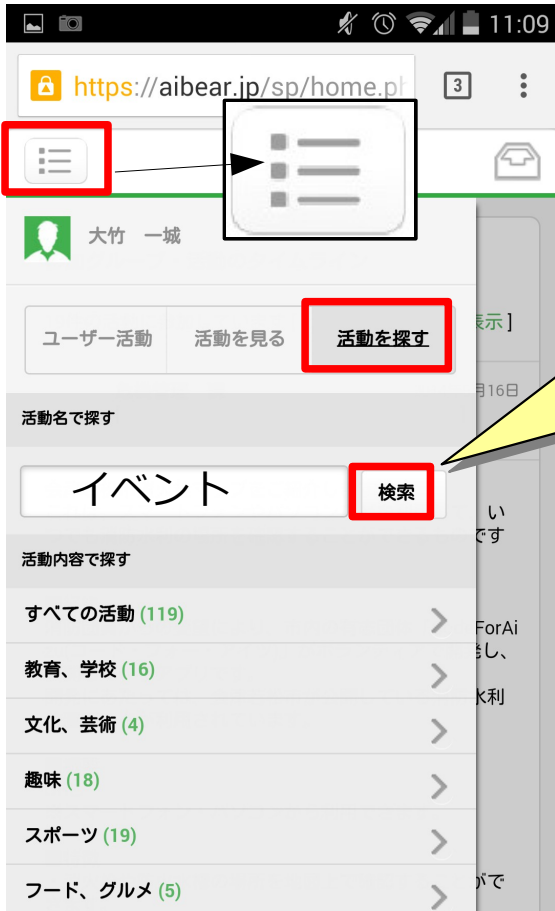 11:09
https://aibear.jp/sp/home.ph
3
大竹 一城
表示]
ユーザー活動 活動を見る 活動を探す
月16日
活動名で探す
イベント 検索
い
です
活動内容で探す
すべての活動 (119)
ForAi
発し、
教育、学校 (16)
水利
文化、芸術 (4)
趣味 (18)
スポーツ (19)
フード、グルメ (5)
がで